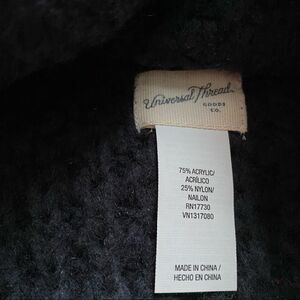 Universal Thread
GOODS
CO.
75% ACRYLIC/
ACRÍLICO
25% NYLON/
NAILON
RN17730
VN1317080
MADE IN CHINA /
HECHO EN CHINA